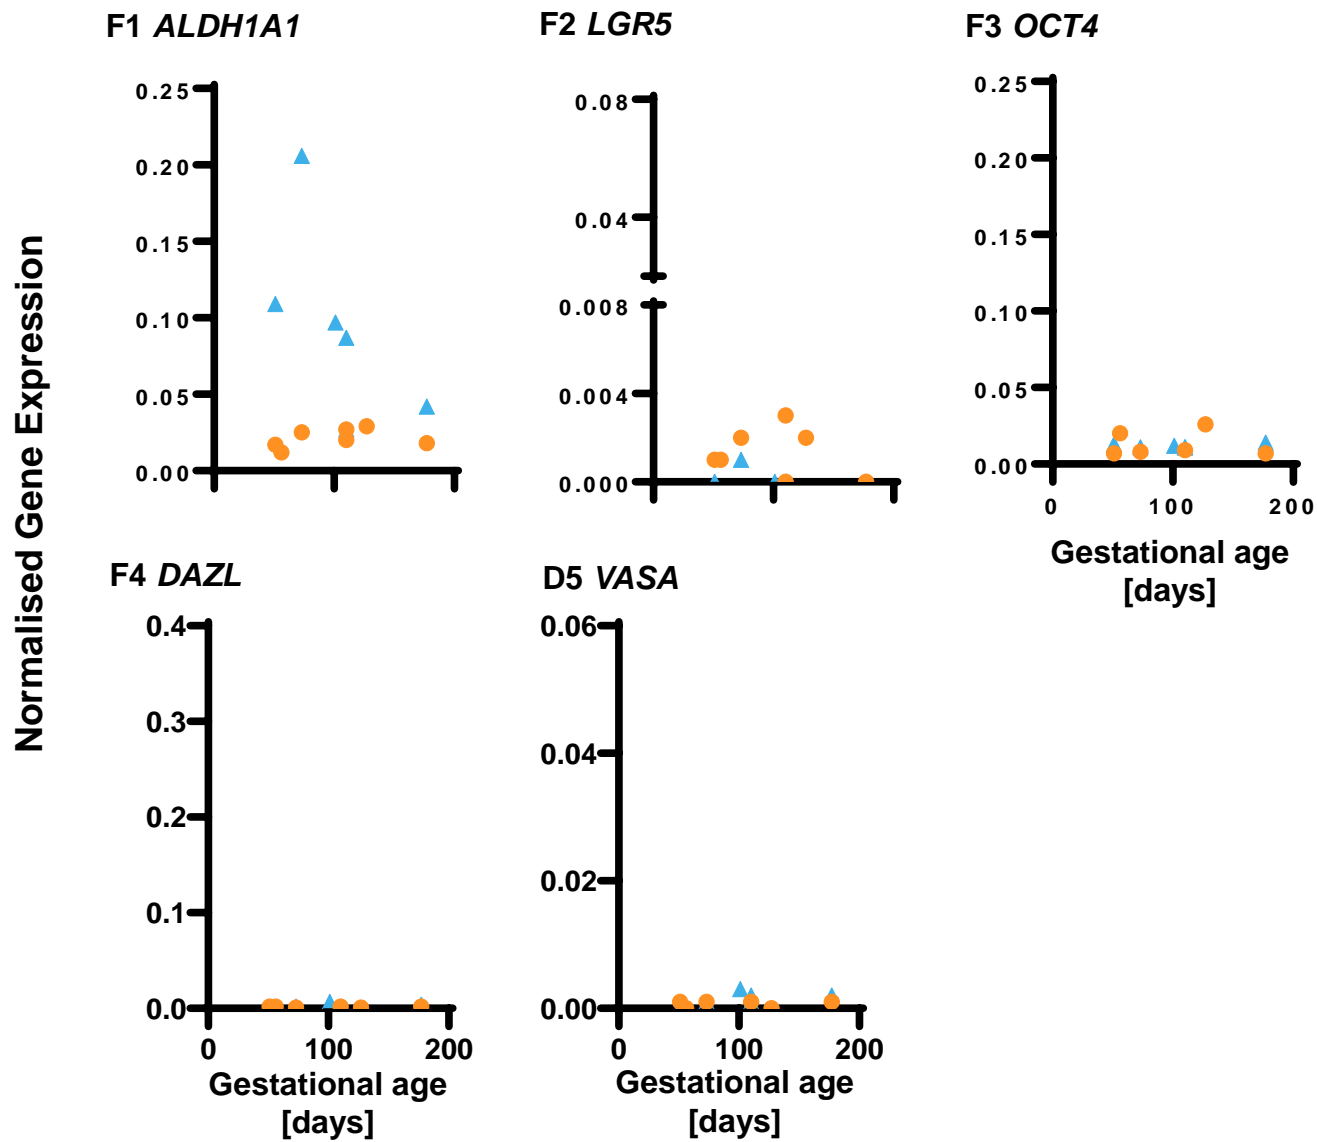 Normalised Gene Expression
F1 ALDH1A1
0.25
0.20
0.15
0.10
0.05
0.00
F2 LGR5
0.08
0.04
0.008
0.004
0.000
F3 OCT4
0.25
0.20
0.15
0.10
0.05
0.00
0 100 200
Gestational age
[days]
F4 DAZL
0.4
0.3
0.2
0.1
0.0
0 100 200
Gestational age
[days]
D5 VASA
0.06
0.04
0.02
0.00
0 100 200
Gestational age
[days]